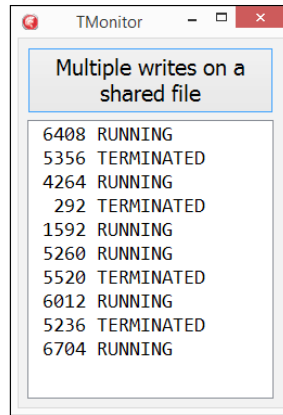 TMonitor
Multiple writes on a
shared file
6408 RUNNING
5356 TERMINATED
4264 RUNNING
292 TERMINATED
1592 RUNNING
5260 RUNNING
5520 TERMINATED
6012 RUNNING
5236 TERMINATED
6704 RUNNING